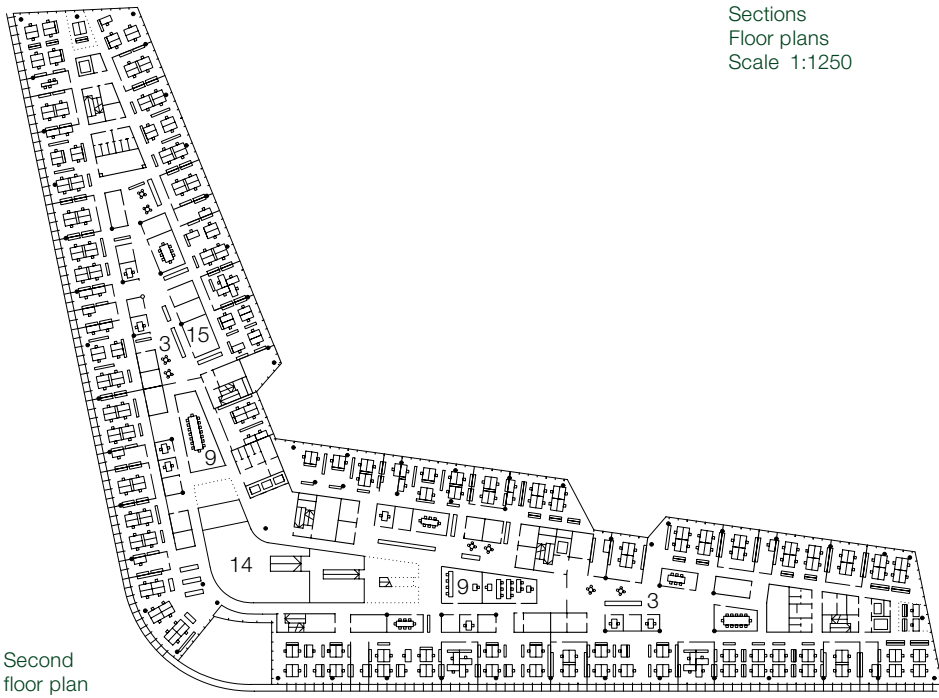 Sections
Floor plans
Scale 1:1250
15
3
9
14
9
3
Second
floor plan